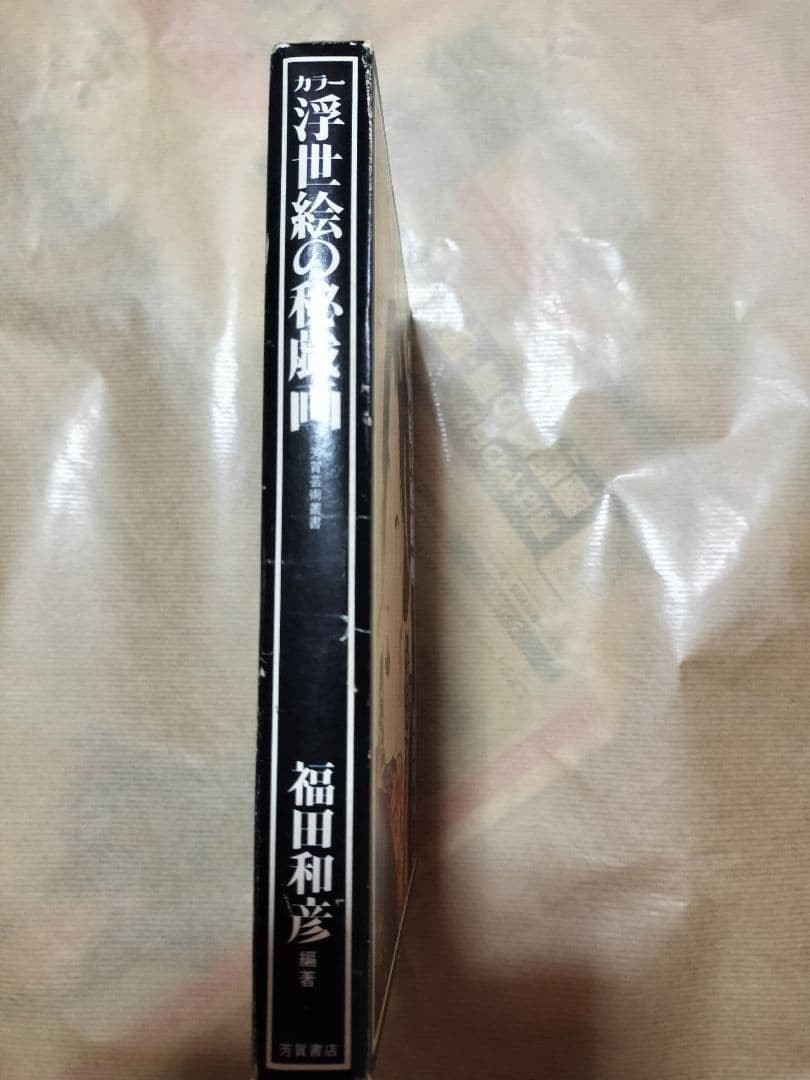 カラー
浮世絵の秘戯画
芳賀芸術叢書
福田和彦
編著
芳賀書店